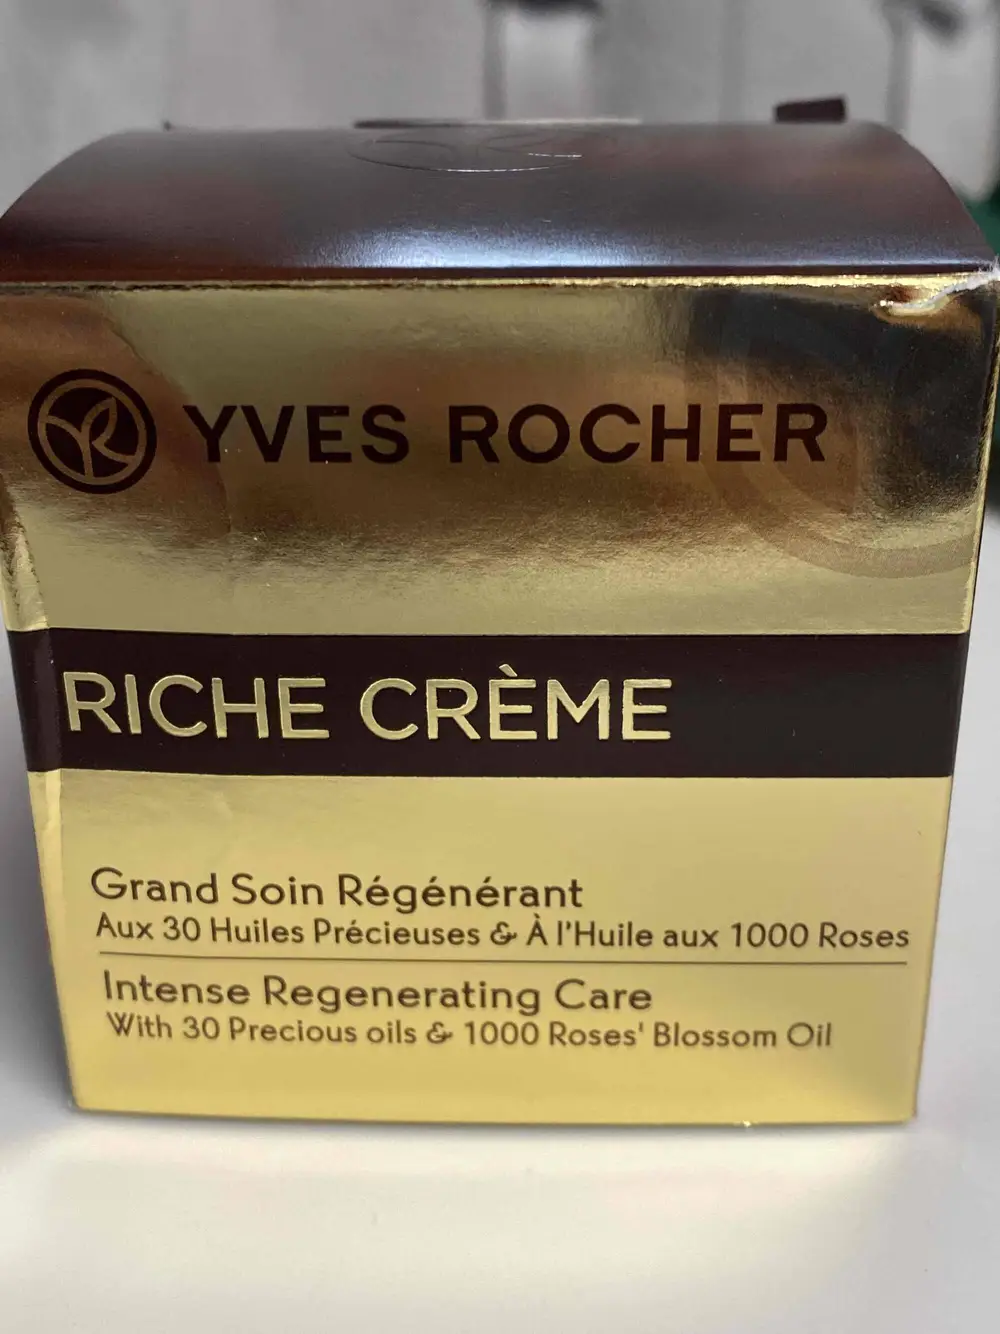 YVES ROCHER
RICHE CRÈME
Grand Soin Régénérant
Aux 30 Huiles Précieuses & À l'Huile aux 1000 Roses
Intense Regenerating Care
With 30 Precious oils & 1000 Roses' Blossom Oil